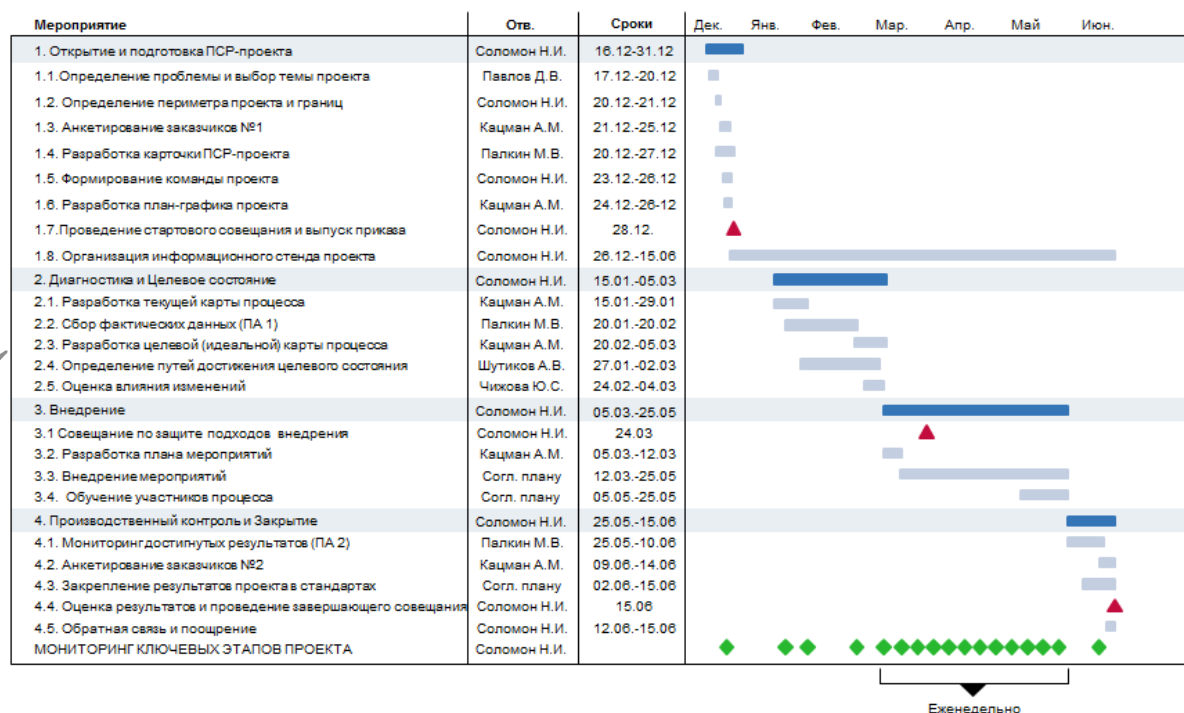 Мероприятие Отв. Сроки Дек. Янв. Фев. Мар. Апр. Май Июн.
1. Открытие и подготовка ПСР-проекта Соломон Н.И. 16.12-31.12
1.1.Определение проблемы и выбор темы проекта Павлов Д.В. 17.12.-20.12
1.2. Определение периметра проекта и границ Соломон Н.И. 20.12.-21.12
1.3. Анкетирование заказчиков №1 Кацман А.М. 21.12.-25.12
1.4. Разработка карточки ПСР-проекта Палкин М.В. 20.12.-27.12
1.5. Формирование команды проекта Соломон Н.И. 23.12.-26.12
1.6. Разработка план-графика проекта Кацман А.М. 24.12.-26-12
1.7.Проведение стартового совещания и выпуск приказа Соломон Н.И. 28.12.
1.8. Организация информационного стенда проекта Соломон Н.И. 26.12.-15.06
2. Диагностика и Целевое состояние Соломон Н.И. 15.01.-05.03
2.1. Разработка текущей карты процесса Кацман А.М. 15.01.-29.01
2.2. Сбор фактических данных (ПА 1) Палкин М.В. 20.01.-20.02
2.3. Разработка целевой (идеальной) карты процесса Кацман А.М. 20.02.-05.03
2.4. Определение путей достижения целевого состояния Шутиков А.В. 27.01.-02.03
2.5. Оценка влияния изменений Чижова Ю.С. 24.02.-04.03
3. Внедрение Соломон Н.И. 05.03.-25.05
3.1 Совещание по защите подходов внедрения Соломон Н.И. 24.03
3.2. Разработка плана мероприятий Кацман А.М. 05.03.-12.03
3.3. Внедрение мероприятий Согл. плану 12.03.-25.05
3.4. Обучение участников процесса Согл. плану 05.05.-25.05
4. Производственный контроль и Закрытие Соломон Н.И. 25.05.-15.06
4.1. Мониторинг достигнутых результатов (ПА 2) Палкин М.В. 25.05.-10.06
4.2. Анкетирование заказчиков №2 Кацман А.М. 09.06.-14.06
4.3. Закрепление результатов проекта в стандартах Согл. плану 02.06.-15.06
4.4. Оценка результатов и проведение завершающего совещания Соломон Н.И. 15.06
4.5. Обратная связь и поощрение Соломон Н.И. 12.06.-15.06
МОНИТОРИНГ КЛЮЧЕВЫХ ЭТАПОВ ПРОЕКТА Соломон Н.И.
Еженедельно